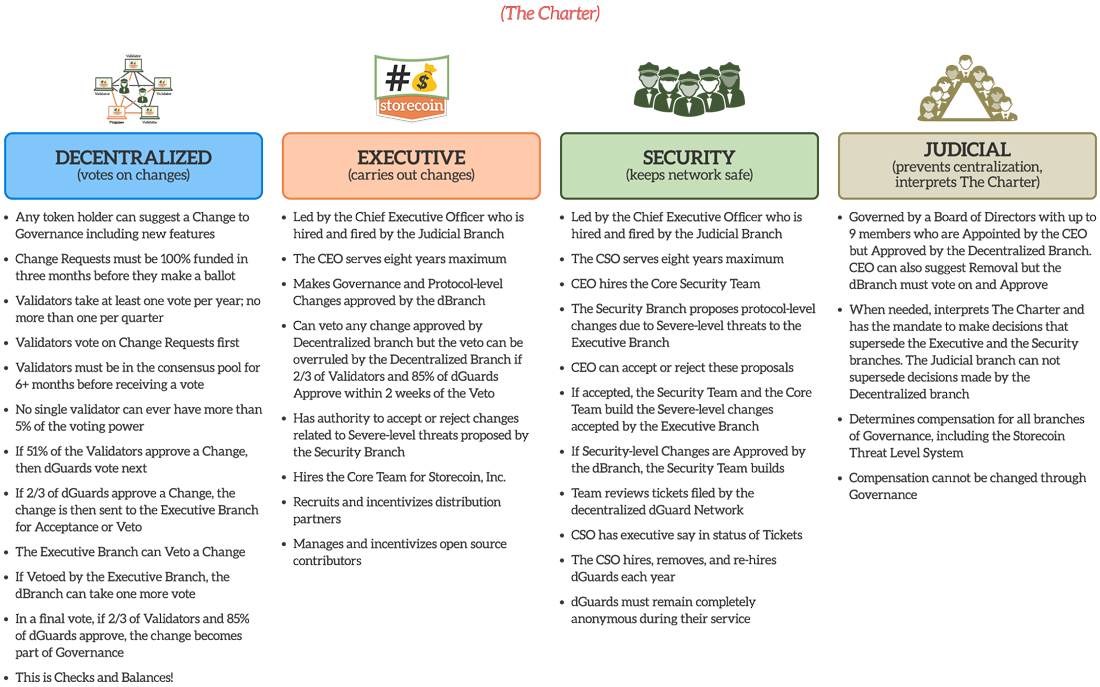 (The Charter)
Validator
Validator
Validator
Validator
# $
storecoin
DECENTRALIZED
(votes on changes)
• Any token holder can suggest a Change to
Governance including new features
• Change Requests must be 100% funded in
three months before they make a ballot
• Validators take at least one vote per year; no
more than one per quarter
• Validators vote on Change Requests first
• Validators must be in the consensus pool for
6+ months before receiving a vote
• No single validator can ever have more than
5% of the voting power
• If 51% of the Validators approve a Change,
then dGuards vote next
• If 2/3 of dGuards approve a Change, the
change is then sent to the Executive Branch
for Acceptance or Veto
• The Executive Branch can Veto a Change
• If Vetoed by the Executive Branch, the
dBranch can take one more vote
• In a final vote, if 2/3 of Validators and 85%
of dGuards approve, the change becomes
part of Governance
• This is Checks and Balances!
EXECUTIVE
(carries out changes)
• Led by the Chief Executive Officer who is
hired and fired by the Judicial Branch
• The CEO serves eight years maximum
• Makes Governance and Protocol-level
Changes approved by the dBranch
• Can veto any change approved by
Decentralized branch but the veto can be
overruled by the Decentralized Branch if
2/3 of Validators and 85% of dGuards
Approve within 2 weeks of the Veto
• Has authority to accept or reject changes
related to Severe-level threats proposed by
the Security Branch
• Hires the Core Team for Storecoin, Inc.
• Recruits and incentivizes distribution
partners
• Manages and incentivizes open source
contributors
SECURITY
(keeps network safe)
• Led by the Chief Executive Officer who is
hired and fired by the Judicial Branch
• The CSO serves eight years maximum
• CEO hires the Core Security Team
• The Security Branch proposes protocol-level
changes due to Severe-level threats to the
Executive Branch
• CEO can accept or reject these proposals
• If accepted, the Security Team and the Core
Team build the Severe-level changes
accepted by the Executive Branch
• If Security-level Changes are Approved by
the dBranch, the Security Team builds
• Team reviews tickets filed by the
decentralized dGuard Network
• CSO has executive say in status of Tickets
• The CSO hires, removes, and re-hires
dGuards each year
• dGuards must remain completely
anonymous during their service
JUDICIAL
(prevents centralization,
interprets The Charter)
• Governed by a Board of Directors with up to
9 members who are Appointed by the CEO
but Approved by the Decentralized Branch.
CEO can also suggest Removal but the
dBranch must vote on and Approve
• When needed, interprets The Charter and
has the mandate to make decisions that
supersede the Executive and the Security
branches. The Judicial branch can not
supersede decisions made by the
Decentralized branch
• Determines compensation for all branches
of Governance, including the Storecoin
Threat Level System
• Compensation cannot be changed through
Governance